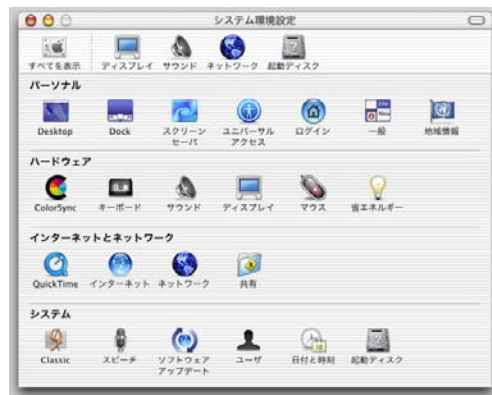 システム環境設定
すべてを表示 ディスプレイ サウンド ネットワーク 起動ディスク
パーソナル
Desktop Dock スクリーン セーバ ユニバーサル アクセス ログイン 一般 地域情報
ハードウェア
ColorSync キーボード サウンド ディスプレイ マウス 省エネルギー
インターネットとネットワーク
QuickTime インターネット ネットワーク 共有
システム
Classic スピーチ ソフトウェア アップデート ユーザ 日付と時刻 起動ディスク